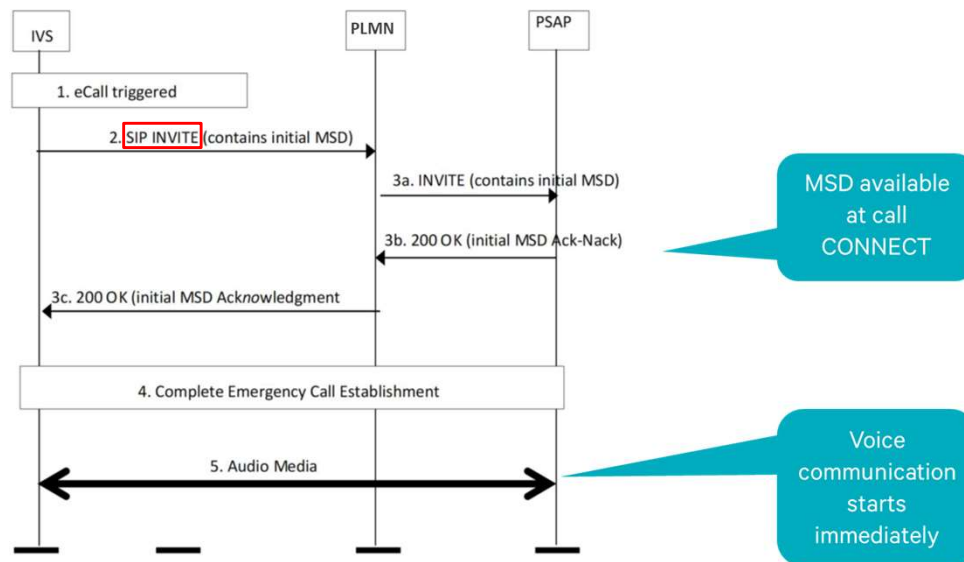 IVS
PLMN
PSAP
1. eCall triggered
2. SIP INVITE (contains initial MSD)
3a. INVITE (contains initial MSD)
MSD available
at call
CONNECT
3b. 200 OK (initial MSD Ack-Nack)
3c. 200 OK (initial MSD Acknowledgment
4. Complete Emergency Call Establishment
5. Audio Media
Voice
communication
starts
immediately